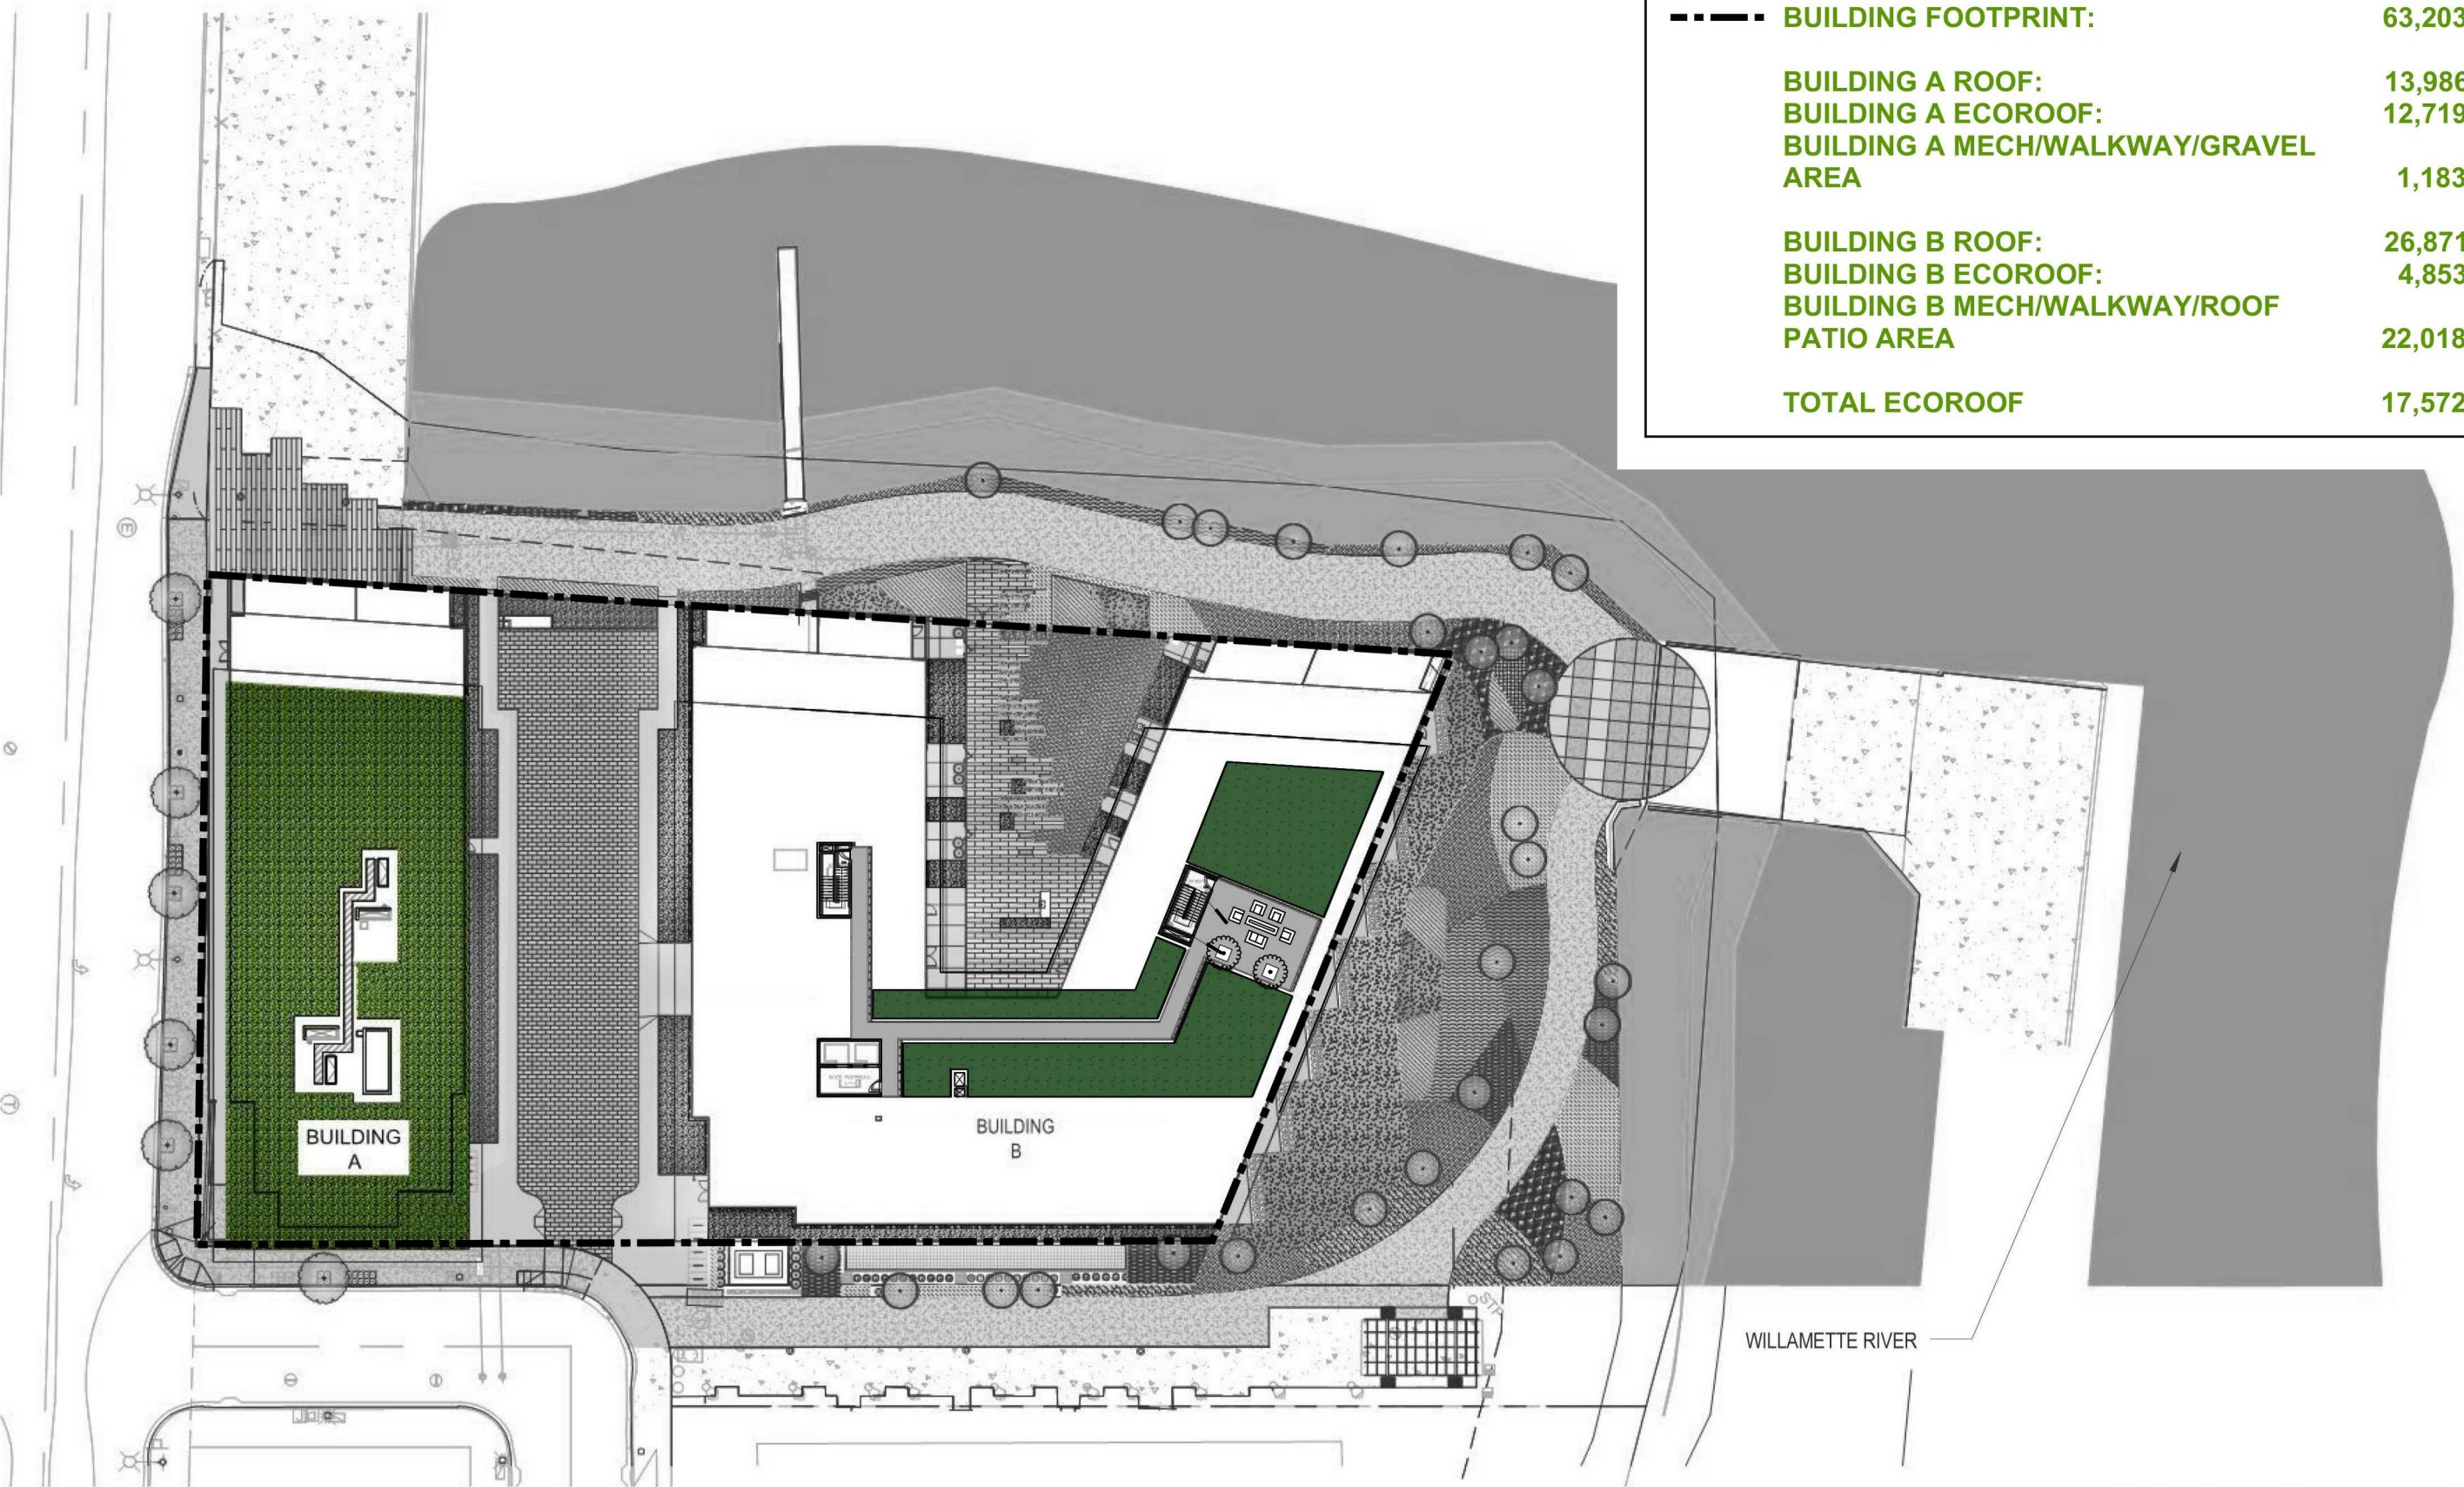 BUILDING FOOTPRINT: 63,203
BUILDING A ROOF: 13,986
BUILDING A ECOROOF: 12,719
BUILDING A MECH/WALKWAY/GRAVEL
AREA 1,183
BUILDING B ROOF: 26,871
BUILDING B ECOROOF: 4,853
BUILDING B MECH/WALKWAY/ROOF
PATIO AREA 22,018
TOTAL ECOROOF 17,572
E
T
BUILDING
A
BUILDING
B
STP
WILLAMETTE RIVER